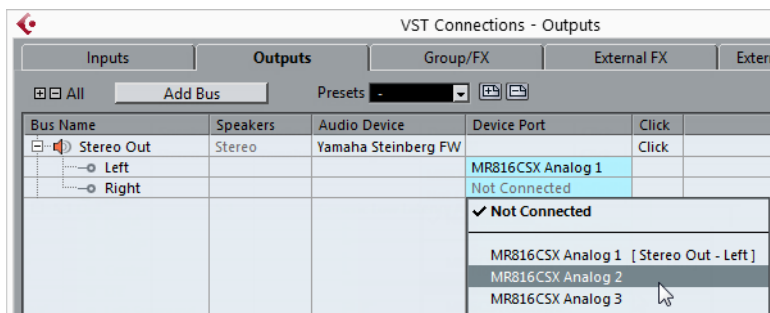 VST Connections - Outputs
Inputs Outputs Group/FX External FX Exter
All Add Bus Presets -
Bus Name Speakers Audio Device Device Port Click
Stereo Out Stereo Yamaha Steinberg FW Click
Left MR816CSX Analog 1
Right Not Connected
✓ Not Connected
MR816CSX Analog 1 [ Stereo Out - Left ]
MR816CSX Analog 2
MR816CSX Analog 3